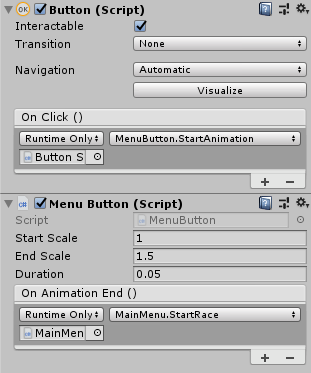 Button (Script)
Interactable
Transition None
Navigation Automatic
Visualize
On Click ()
Runtime Only MenuButton.StartAnimation
Button S
Menu Button (Script)
Script MenuButton
Start Scale 1
End Scale 1.5
Duration 0.05
On Animation End ()
Runtime Only MainMenu.StartRace
MainMen